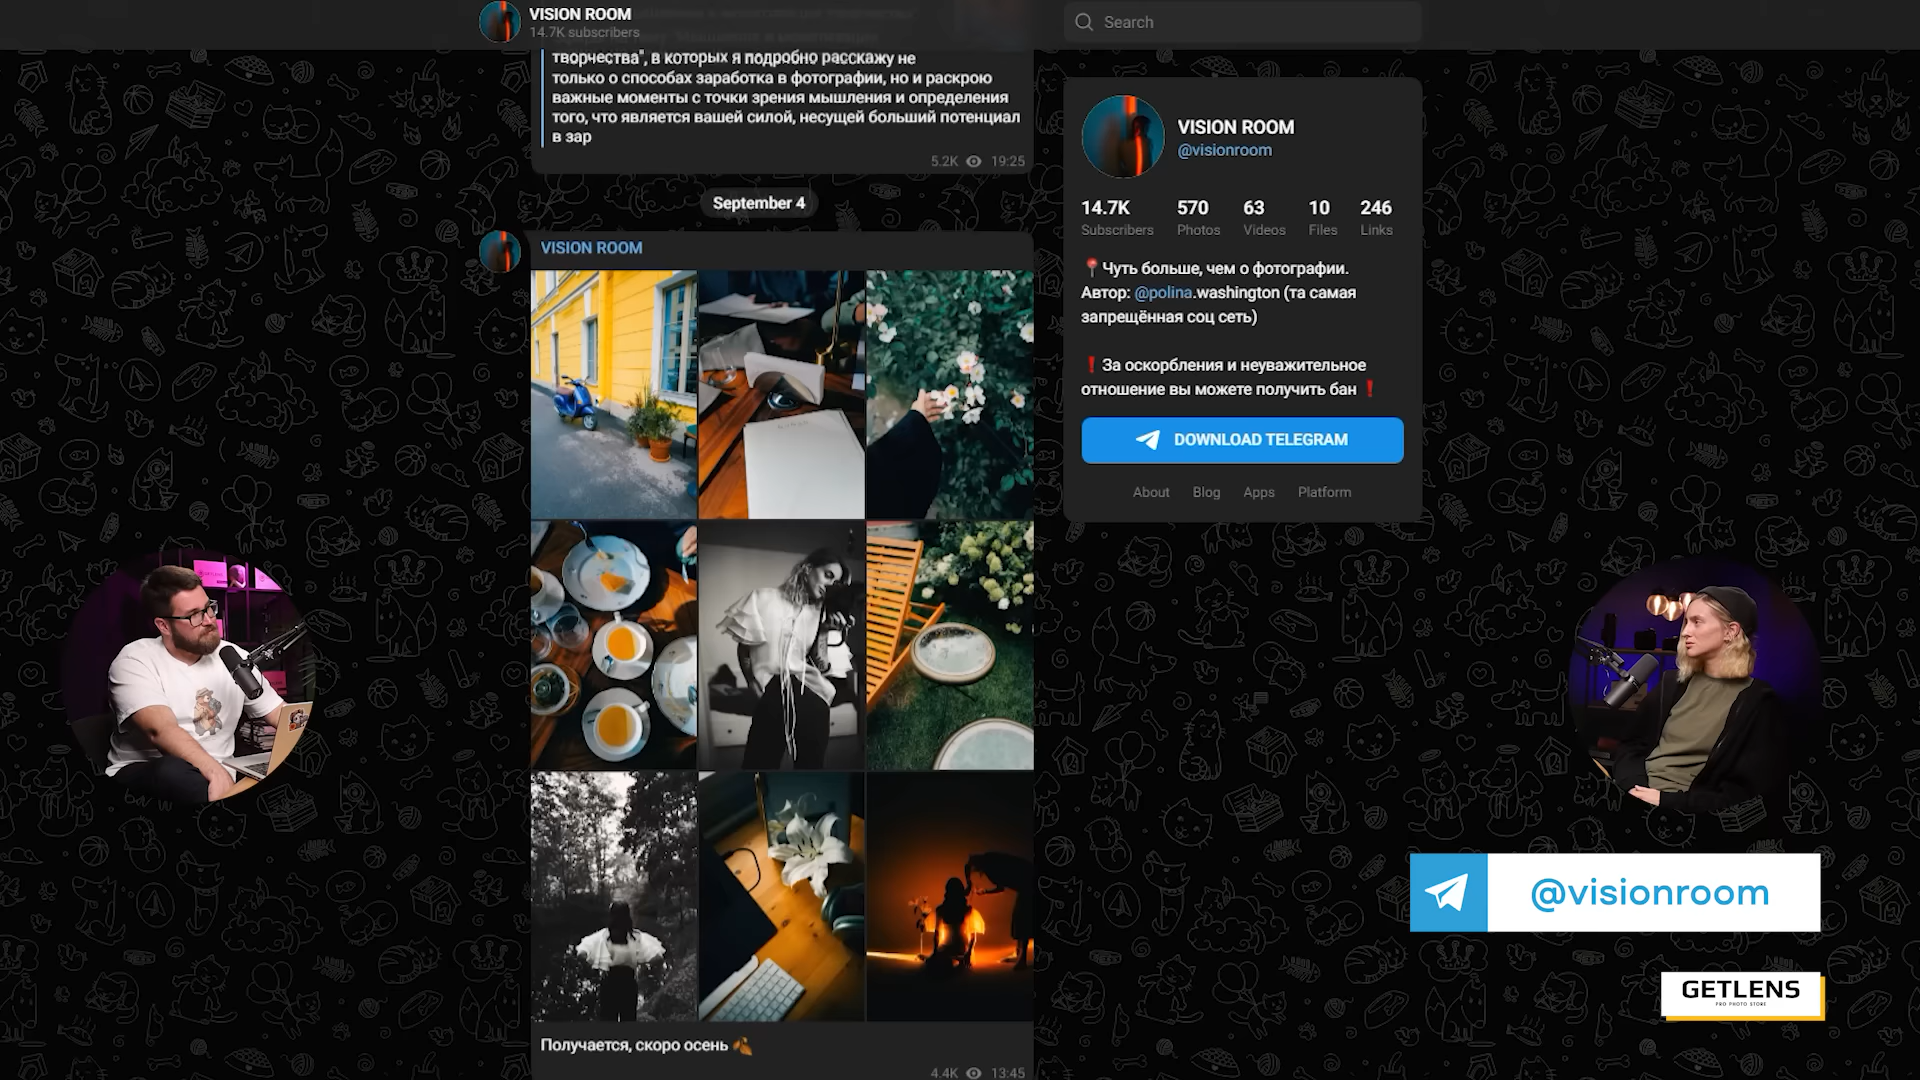 VISION ROOM
14.7K subscribers
творчества", в которых я подробно расскажу не
только о способах заработка в фотографии, но и раскрою
важные моменты с точки зрения мышления и определения
того, что является вашей силой, несущей больший потенциал
в зар
5.2K 19:25
September 4
VISION ROOM
Получается, скоро осень
4.4K 13:45
Search
VISION ROOM
@visionroom
14.7K 570 63 10 246
Subscribers Photos Videos Files Links
Чуть больше, чем о фотографии.
Автор: @polina.washington (та самая
запрещённая соц сеть)
❗За оскорбления и неуважительное
отношение вы можете получить бан❗
DOWNLOAD TELEGRAM
About Blog Apps Platform
@visionroom
GETLENS
PRO PHOTO STORE